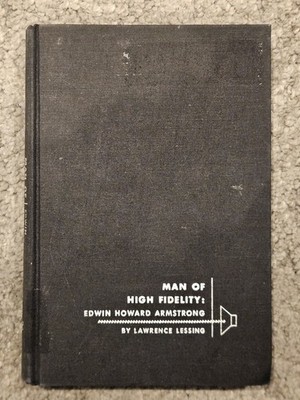 MAN OF
HIGH FIDELITY:
EDWIN HOWARD ARMSTRONG
BY LAWRENCE LESSING